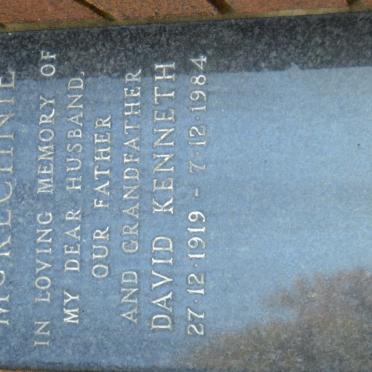 McKECHNIE
IN LOVING MEMORY OF
MY DEAR HUSBAND,
OUR FATHER
AND GRANDFATHER
DAVID KENNETH
27·12·1919 - 7·12·1984